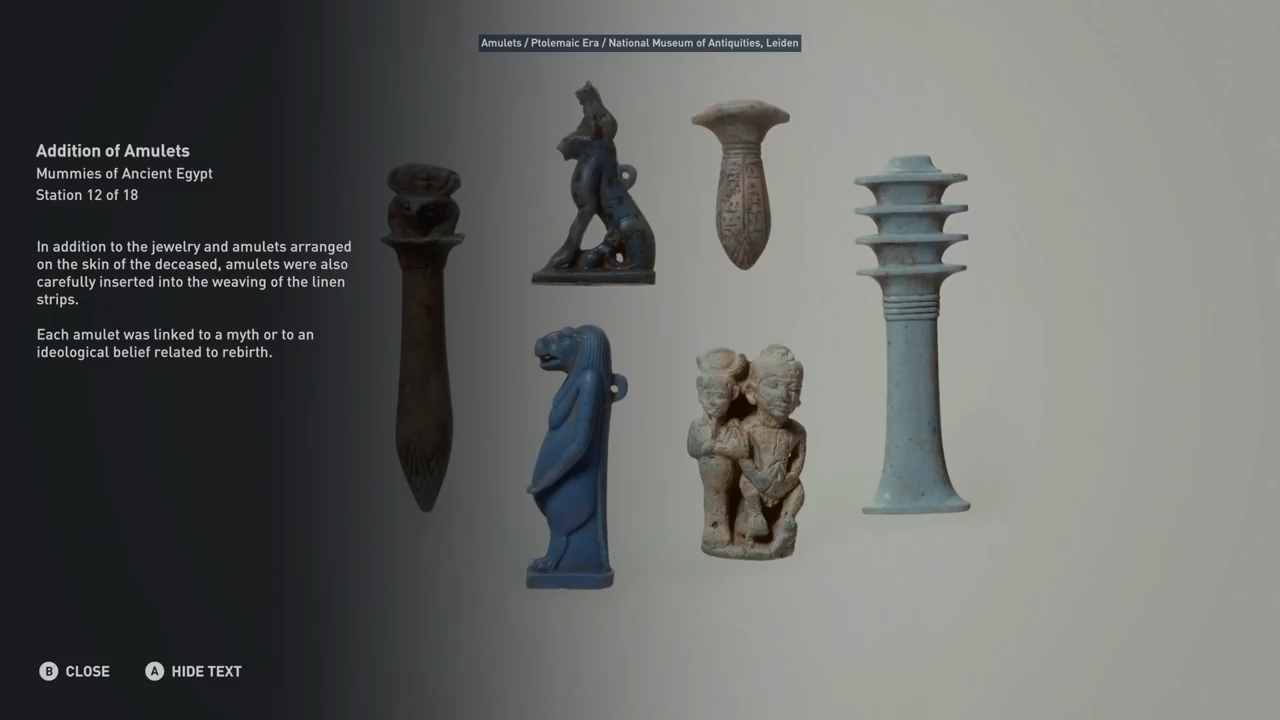 Amulets / Ptolemaic Era / National Museum of Antiquities, Leiden
Addition of Amulets
Mummies of Ancient Egypt
Station 12 of 18
In addition to the jewelry and amulets arranged
on the skin of the deceased, amulets were also
carefully inserted into the weaving of the linen
strips.
Each amulet was linked to a myth or to an
ideological belief related to rebirth.
B CLOSE
A HIDE TEXT